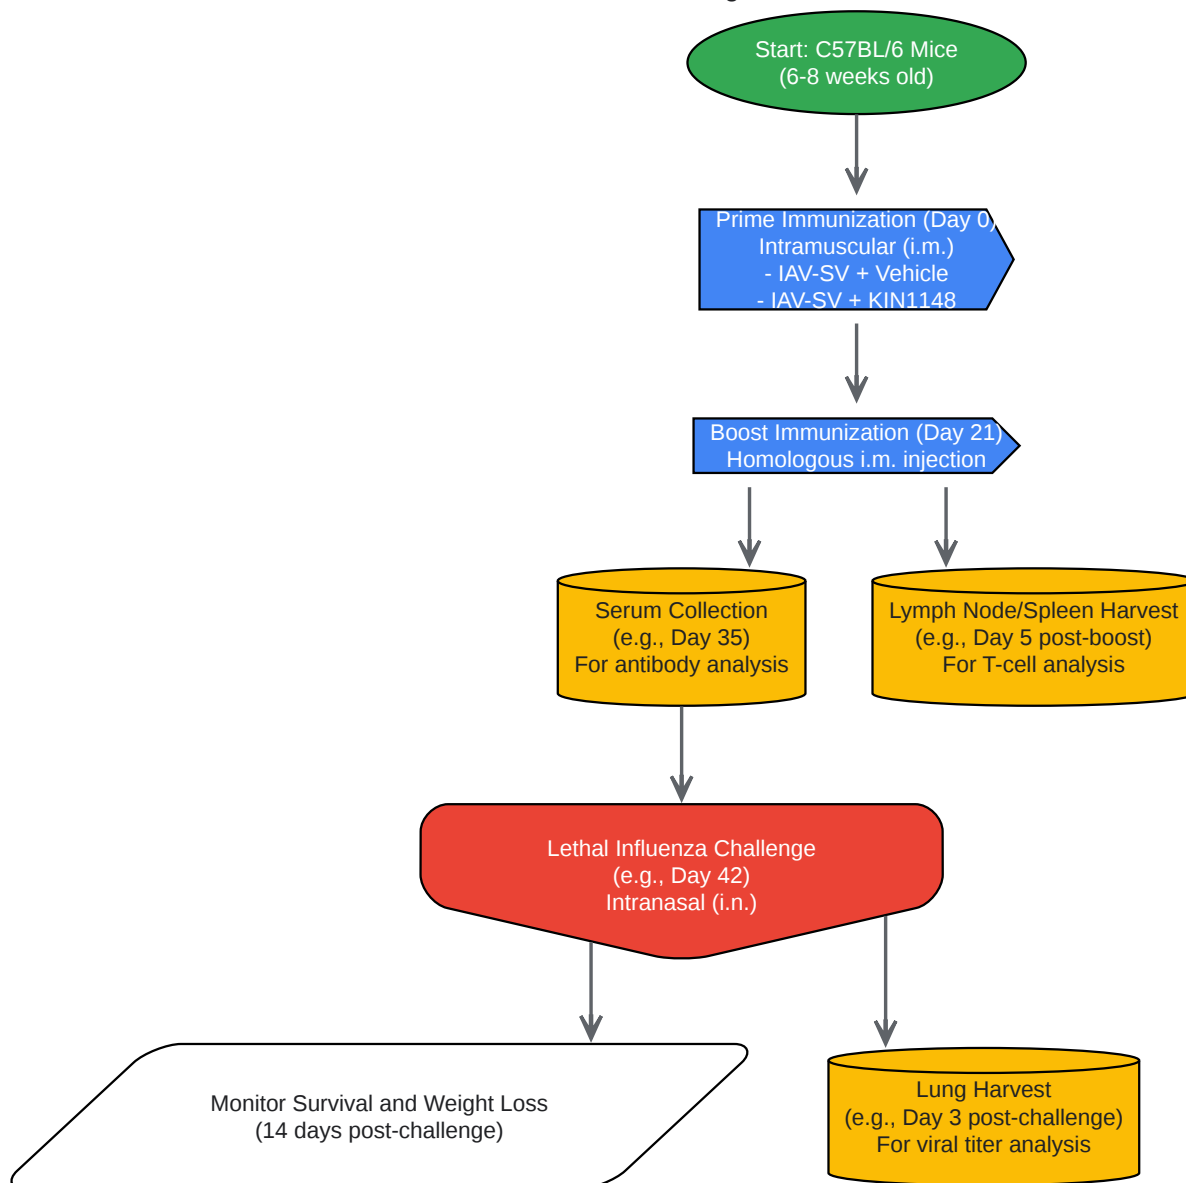 Start: C57BL/6 Mice
(6-8 weeks old)
Prime Immunization (Day 0)
Intramuscular (i.m.)
- IAV-SV + Vehicle
- IAV-SV + KIN1148
Boost Immunization (Day 21)
Homologous i.m. injection
Serum Collection
(e.g., Day 35)
For antibody analysis
Lymph Node/Spleen Harvest
(e.g., Day 5 post-boost)
For T-cell analysis
Lethal Influenza Challenge
(e.g., Day 42)
Intranasal (i.n.)
Monitor Survival and Weight Loss
(14 days post-challenge)
Lung Harvest
(e.g., Day 3 post-challenge)
For viral titer analysis